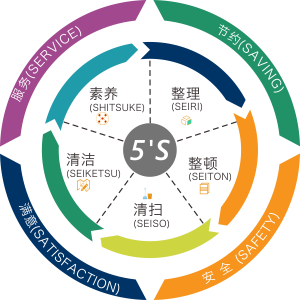 服务(SERVICE)
节约(SAVING)
素养
(SHITSUKE)
整理
(SEIRI)
5'S
清洁
(SEIKETSU)
整顿
(SEITON)
清扫
(SEISO)
满意(SATISFACTION)
安全(SAFETY)